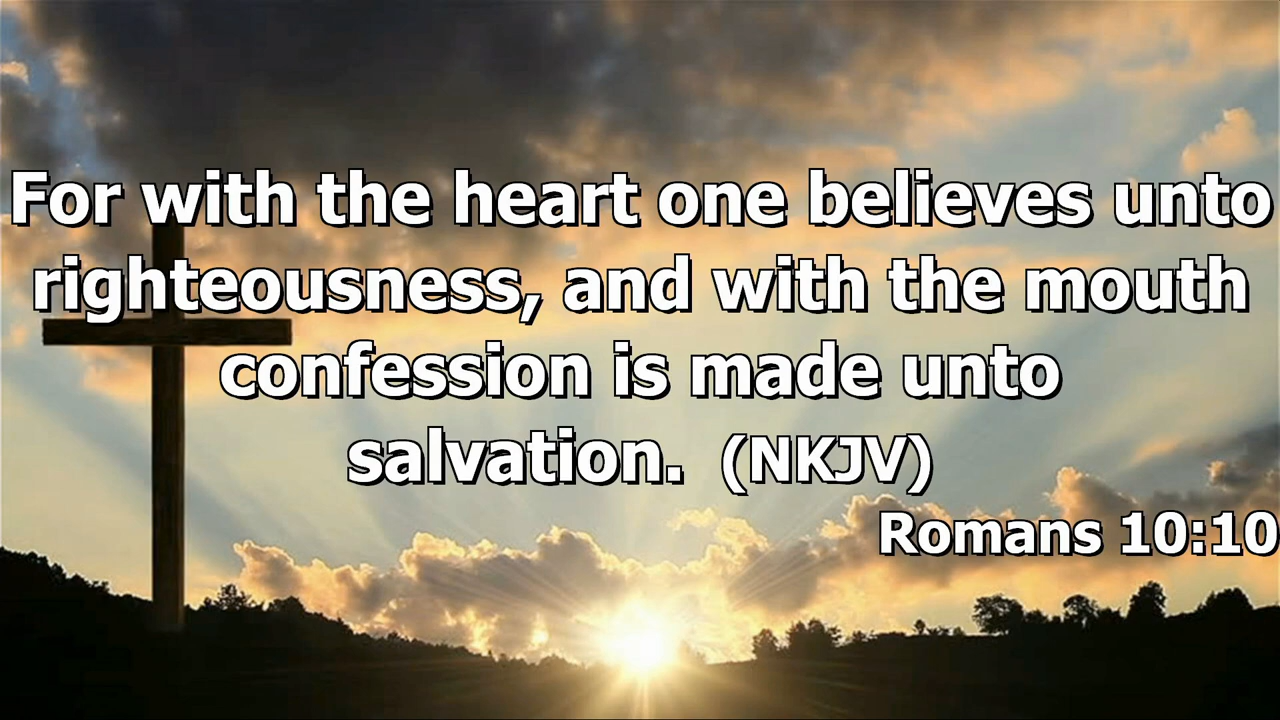 For with the heart one believes unto
righteousness, and with the mouth
confession is made unto
salvation. (NKJV)
Romans 10:10